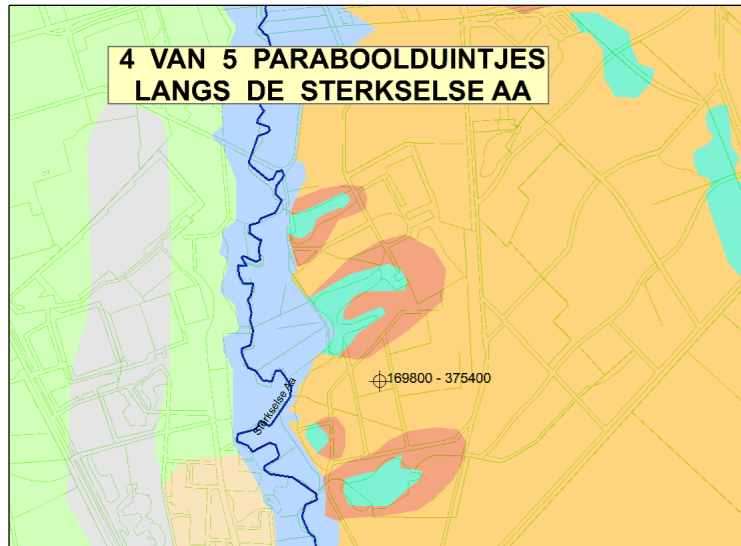 4 VAN 5 PARABOOLDUINTJES
LANGS DE STERKSELSE AA
169800 - 375400
Sterkselse Aa